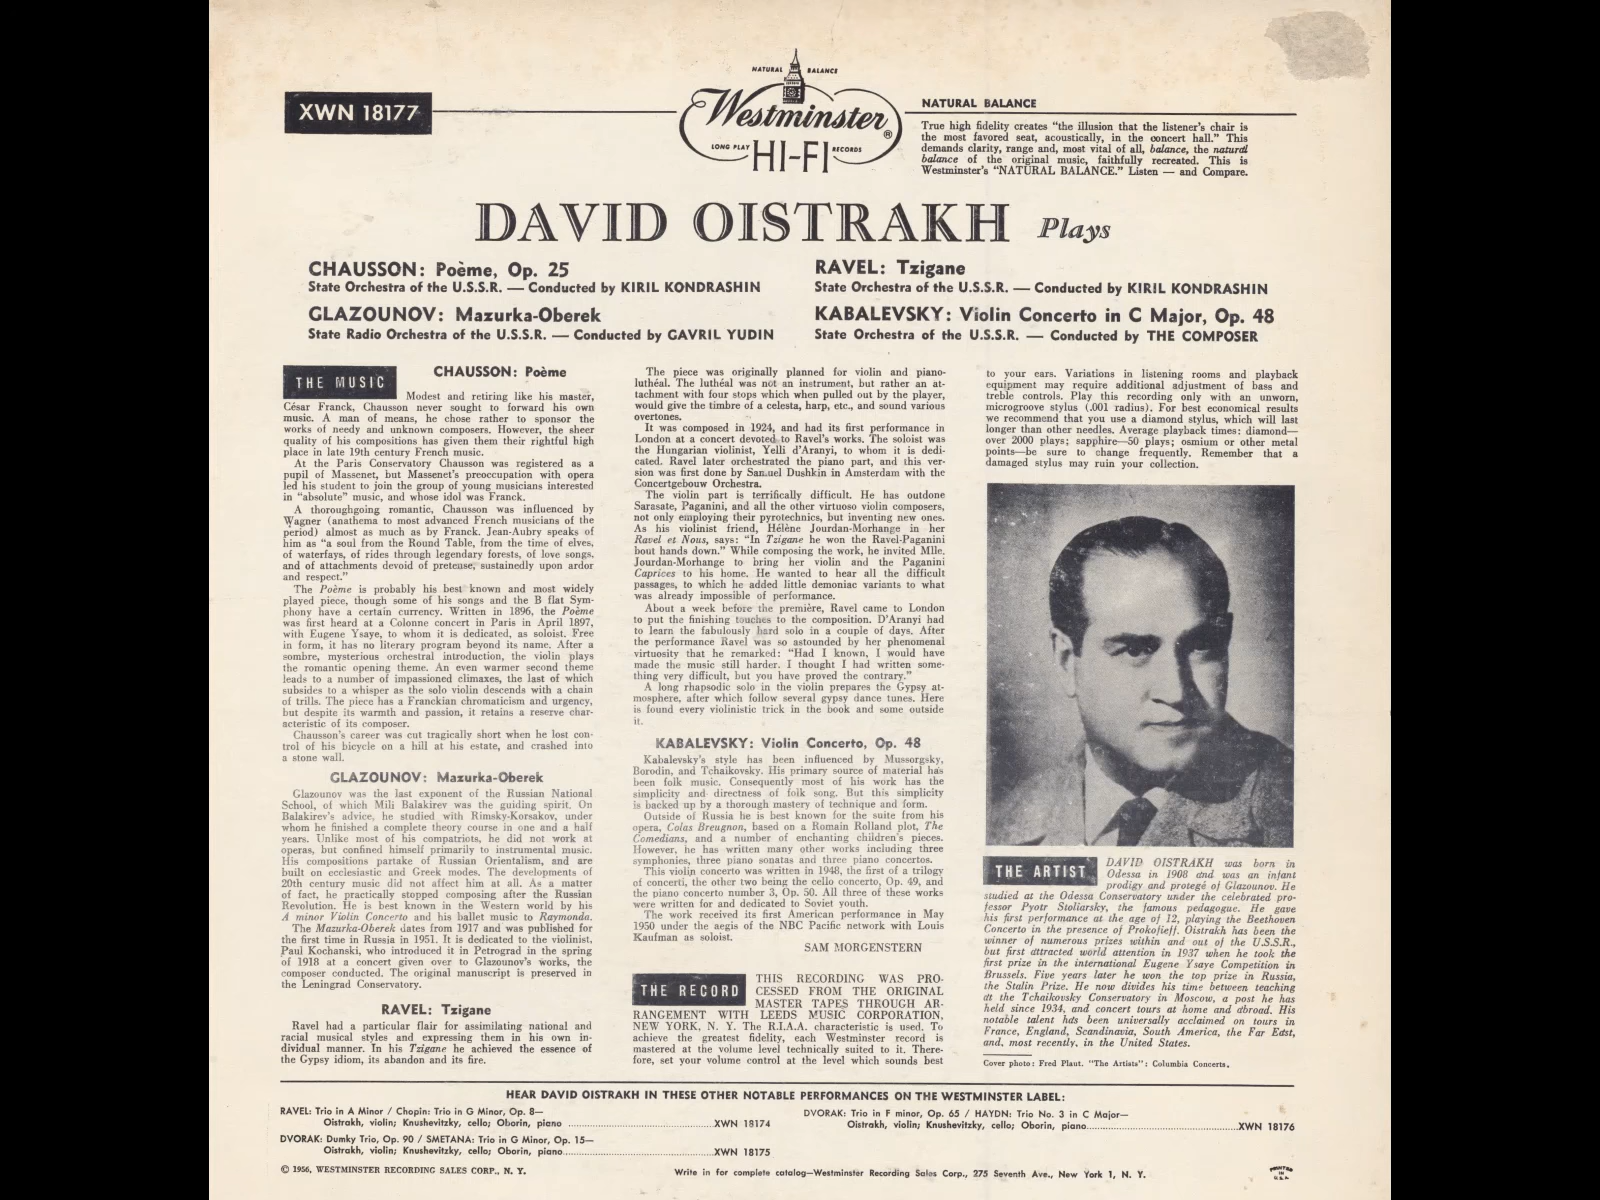 XWN 18177
NATURAL BALANCE
Westminster®
LONG PLAY HI-FI RECORDS
NATURAL BALANCE
True high fidelity creates “the illusion that the listener's chair is
the most favored seat, acoustically, in the concert hall.” This
demands clarity, range and, most vital of all, balance, the natural
balance of the original music, faithfully recreated. This is
Westminster's “NATURAL BALANCE.” Listen — and Compare.
DAVID OISTRAKH Plays
CHAUSSON: Poème, Op. 25
State Orchestra of the U.S.S.R. — Conducted by KIRIL KONDRASHIN
GLAZOUNOV: Mazurka-Oberek
State Radio Orchestra of the U.S.S.R. — Conducted by GAVRIL YUDIN
RAVEL: Tzigane
State Orchestra of the U.S.S.R. — Conducted by KIRIL KONDRASHIN
KABALEVSKY: Violin Concerto in C Major, Op. 48
State Orchestra of the U.S.S.R. — Conducted by THE COMPOSER
THE MUSIC
CHAUSSON: Poème
Modest and retiring like his master,
César Franck, Chausson never sought to forward his own
music. A man of means, he chose rather to sponsor the
works of needy and unknown composers. However, the sheer
quality of his compositions has given them their rightful high
place in late 19th century French music.
At the Paris Conservatory Chausson was registered as a
pupil of Massenet, but Massenet's preoccupation with opera
led his student to join the group of young musicians interested
in “absolute” music, and whose idol was Franck.
A thoroughgoing romantic, Chausson was influenced by
Wagner (anathema to most advanced French musicians of the
period) almost as much as by Franck. Jean-Aubry speaks of
him as “a soul from the Round Table, from the time of elves,
of waterfays, of rides through legendary forests, of love songs,
and of attachments devoid of pretense, sustainedly upon ardor
and respect.”
The Poème is probably his best known and most widely
played piece, though some of his songs and the B flat Sym-
phony have a certain currency. Written in 1896, the Poème
was first heard at a Colonne concert in Paris in April 1897,
with Eugene Ysaye, to whom it is dedicated, as soloist. Free
in form, it has no literary program beyond its name. After a
sombre, mysterious orchestral introduction, the violin plays
the romantic opening theme. An even warmer second theme
leads to a number of impassioned climaxes, the last of which
subsides to a whisper as the solo violin descends with a chain
of trills. The piece has a Franckian chromaticism and urgency,
but despite its warmth and passion, it retains a reserve char-
acteristic of its composer.
Chausson's career was cut tragically short when he lost con-
trol of his bicycle on a hill at his estate, and crashed into
a stone wall.
GLAZOUNOV: Mazurka-Oberek
Glazounov was the last exponent of the Russian National
School, of which Mili Balakirev was the guiding spirit. On
Balakirev's advice, he studied with Rimsky-Korsakov, under
whom he finished a complete theory course in one and a half
years. Unlike most of his compatriots, he did not work at
operas, but confined himself primarily to instrumental music.
His compositions partake of Russian Orientalism, and are
built on ecclesiastic and Greek modes. The developments of
20th century music did not affect him at all. As a matter
of fact, he practically stopped composing after the Russian
Revolution. He is best known in the Western world by his
A minor Violin Concerto and his ballet music to Raymonda.
The Mazurka-Oberek dates from 1917 and was published for
the first time in Russia in 1951. It is dedicated to the violinist,
Paul Kochanski, who introduced it in Petrograd in the spring
of 1918 at a concert given over to Glazounov's works, the
composer conducted. The original manuscript is preserved in
the Leningrad Conservatory.
RAVEL: Tzigane
Ravel had a particular flair for assimilating national and
racial musical styles and expressing them in his own in-
dividual manner. In his Tzigane he achieved the essence of
the Gypsy idiom, its abandon and its fire.
The piece was originally planned for violin and piano-
luthéal. The luthéal was not an instrument, but rather an at-
tachment with four stops which when pulled out by the player,
would give the timbre of a celesta, harp, etc., and sound various
overtones.
It was composed in 1924, and had its first performance in
London at a concert devoted to Ravel's works. The soloist was
the Hungarian violinist, Yelli d'Aranyi, to whom it is dedi-
cated. Ravel later orchestrated the piano part, and this ver-
sion was first done by Samuel Dushkin in Amsterdam with the
Concertgebouw Orchestra.
The violin part is terrifically difficult. He has outdone
Sarasate, Paganini, and all the other virtuoso violin composers,
not only employing their pyrotechnics, but inventing new ones.
As his violinist friend, Hélène Jourdan-Morhange in her
Ravel et Nous, says: “In Tzigane he won the Ravel-Paganini
bout hands down.” While composing the work, he invited Mlle.
Jourdan-Morhange to bring her violin and the Paganini
Caprices to his home. He wanted to hear all the difficult
passages, to which he added little demoniac variants to what
was already impossible of performance.
About a week before the première, Ravel came to London
to put the finishing touches to the composition. D'Aranyi had
to learn the fabulously hard solo in a couple of days. After
the performance Ravel was so astounded by her phenomenal
virtuosity that he remarked: “Had I known, I would have
made the music still harder. I thought I had written some-
thing very difficult, but you have proved the contrary.”
A long rhapsodic solo in the violin prepares the Gypsy at-
mosphere, after which follow several gypsy dance tunes. Here
is found every violinistic trick in the book and some outside
it.
KABALEVSKY: Violin Concerto, Op. 48
Kabalevsky's style has been influenced by Mussorgsky,
Borodin, and Tchaikovsky. His primary source of material has
been folk music. Consequently most of his work has the
simplicity and directness of folk song. But this simplicity
is backed up by a thorough mastery of technique and form.
Outside of Russia he is best known for the suite from his
opera, Colas Breugnon, based on a Romain Rolland plot, The
Comedians, and a number of enchanting children's pieces.
However, he has written many other works including three
symphonies, three piano sonatas and three piano concertos.
This violin concerto was written in 1948, the first of a trilogy
of concerti, the other two being the cello concerto, Op. 49, and
the piano concerto number 3, Op. 50. All three of these works
were written for and dedicated to Soviet youth.
The work received its first American performance in May
1950 under the aegis of the NBC Pacific network with Louis
Kaufman as soloist.
SAM MORGENSTERN
THE RECORD
THIS RECORDING WAS PRO-
CESSED FROM THE ORIGINAL
MASTER TAPES THROUGH AR-
RANGEMENT WITH LEEDS MUSIC CORPORATION,
NEW YORK, N. Y. The R.I.A.A. characteristic is used. To
achieve the greatest fidelity, each Westminster record is
mastered at the volume level technically suited to it. There-
fore, set your volume control at the level which sounds best
to your ears. Variations in listening rooms and playback
equipment may require additional adjustment of bass and
treble controls. Play this recording only with an unworn,
microgroove stylus (.001 radius). For best economical results
we recommend that you use a diamond stylus, which will last
longer than other needles. Average playback times: diamond—
over 2000 plays; sapphire—50 plays; osmium or other metal
points—be sure to change frequently. Remember that a
damaged stylus may ruin your collection.
THE ARTIST
DAVID OISTRAKH was born in
Odessa in 1908 and was an infant
prodigy and protegé of Glazounov. He
studied at the Odessa Conservatory under the celebrated pro-
fessor Pyotr Stoliarsky, the famous pedagogue. He gave
his first performance at the age of 12, playing the Beethoven
Concerto in the presence of Prokofieff. Oistrakh has been the
winner of numerous prizes within and out of the U.S.S.R.,
but first attracted world attention in 1937 when he took the
first prize in the international Eugene Ysaye Competition in
Brussels. Five years later he won the top prize in Russia,
the Stalin Prize. He now divides his time between teaching
at the Tchaikovsky Conservatory in Moscow, a post he has
held since 1934, and concert tours at home and abroad. His
notable talent has been universally acclaimed on tours in
France, England, Scandinavia, South America, the Far East,
and, most recently, in the United States.
Cover photo: Fred Plaut. “The Artists”: Columbia Concerts.
HEAR DAVID OISTRAKH IN THESE OTHER NOTABLE PERFORMANCES ON THE WESTMINSTER LABEL:
RAVEL: Trio in A Minor / Chopin: Trio in G Minor, Op. 8—
Oistrakh, violin; Knushevitzky, cello; Oborin, piano ........ XWN 18174
DVORAK: Dumky Trio, Op. 90 / SMETANA: Trio in G Minor, Op. 15—
Oistrakh, violin; Knushevitzky, cello; Oborin, piano ........ XWN 18175
DVORAK: Trio in F minor, Op. 65 / HAYDN: Trio No. 3 in C Major—
Oistrakh, violin; Knushevitzky, cello; Oborin, piano ........ XWN 18176
© 1956, WESTMINSTER RECORDING SALES CORP., N. Y.
Write in for complete catalog—Westminster Recording Sales Corp., 275 Seventh Ave., New York 1, N. Y.
PRINTED
IN
U.S.A.